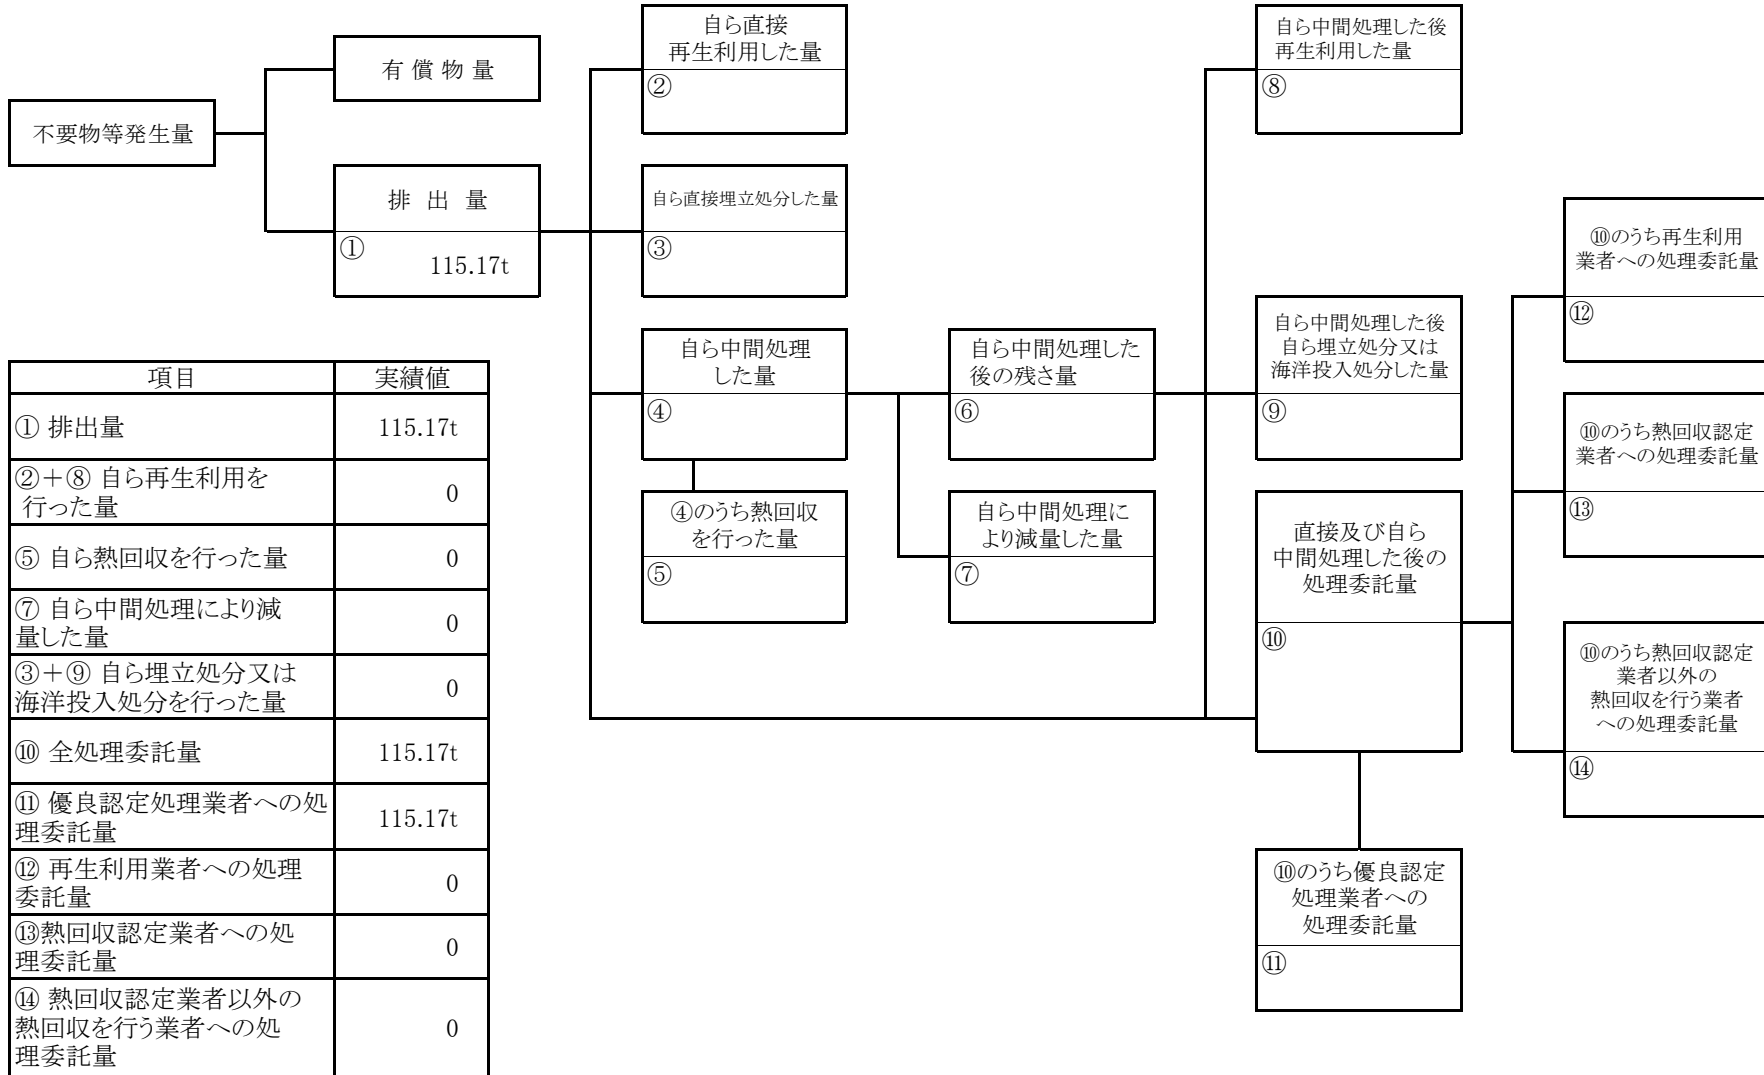 不要物等発生量
有 償 物 量
排 出 量
①
115.17t
自ら直接
再生利用した量
②
自ら直接埋立処分した量
③
自ら中間処理
した量
④
④のうち熱回収
を行った量
⑤
自ら中間処理した
後の残さ量
⑥
自ら中間処理に
より減量した量
⑦
自ら中間処理した後
再生利用した量
⑧
自ら中間処理した後
自ら埋立処分又は
海洋投入処分した量
⑨
直接及び自ら
中間処理した後の
処理委託量
⑩
⑩のうち優良認定
処理業者への
処理委託量
⑪
⑩のうち再生利用
業者への処理委託量
⑫
⑩のうち熱回収認定
業者への処理委託量
⑬
⑩のうち熱回収認定
業者以外の
熱回収を行う業者
への処理委託量
⑭
項目 実績値
① 排出量 115.17t
②+⑧ 自ら再生利用を
行った量 0
⑤ 自ら熱回収を行った量 0
⑦ 自ら中間処理により減
量した量 0
③+⑨ 自ら埋立処分又は
海洋投入処分を行った量 0
⑩ 全処理委託量 115.17t
⑪ 優良認定処理業者への処
理委託量 115.17t
⑫ 再生利用業者への処理
委託量 0
⑬熱回収認定業者への処
理委託量 0
⑭ 熱回収認定業者以外の
熱回収を行う業者への処
理委託量 0